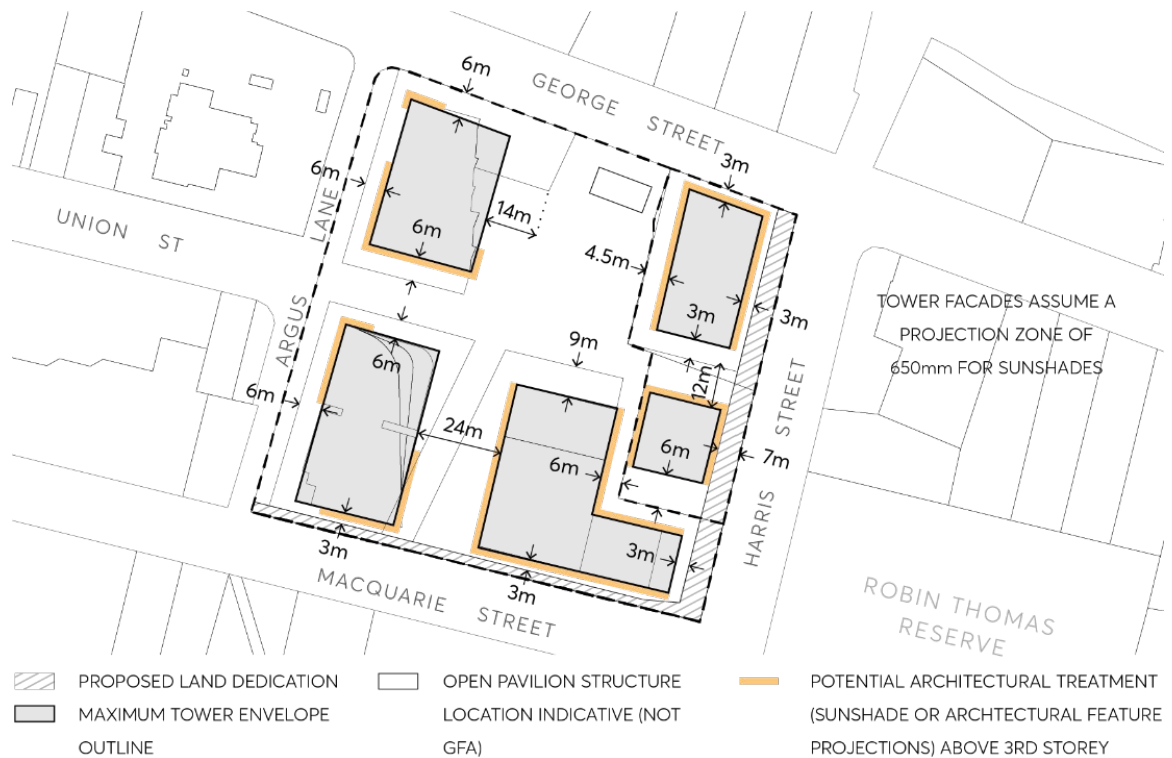 6m
GEORGE STREET
3m
6m
LANE
UNION ST
14m
6m
4.5m
3m
3m
TOWER FACADES ASSUME A
PROJECTION ZONE OF
650mm FOR SUNSHADES
ARGUS
6m
9m
12m
6m
24m
6m
6m
STREET
7m
HARRIS
3m
3m
3m
MACQUARIE STREET
ROBIN THOMAS
RESERVE
PROPOSED LAND DEDICATION
MAXIMUM TOWER ENVELOPE
OUTLINE
OPEN PAVILION STRUCTURE
LOCATION INDICATIVE (NOT
GFA)
POTENTIAL ARCHITECTURAL TREATMENT
(SUNSHADE OR ARCHTECTURAL FEATURE
PROJECTIONS) ABOVE 3RD STOREY